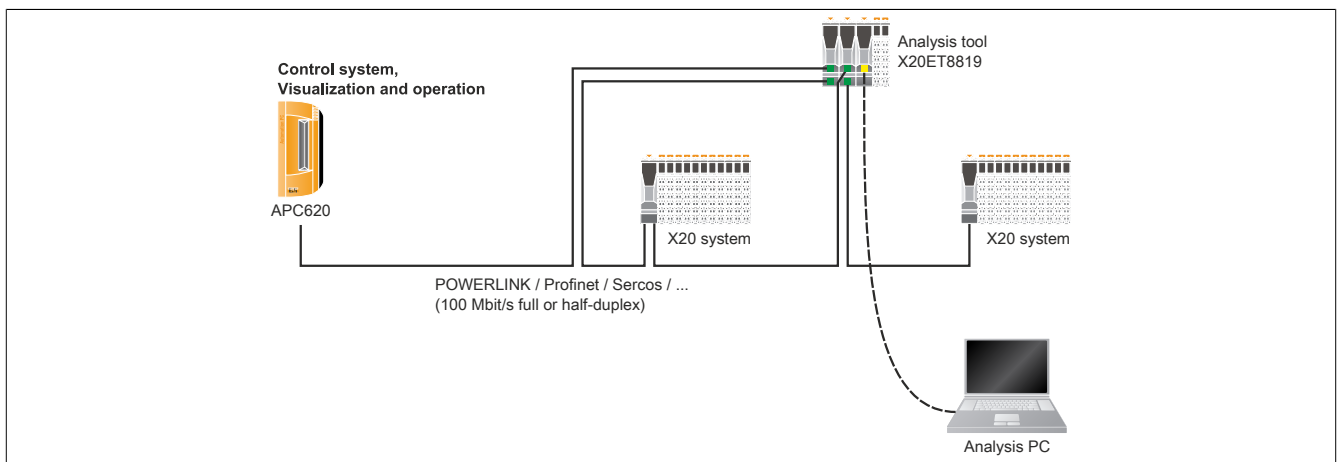 Analysis tool
X20ET8819
Control system,
Visualization and operation
APC620
X20 system
X20 system
POWERLINK / Profinet / Sercos / ...
(100 Mbit/s full or half-duplex)
Analysis PC